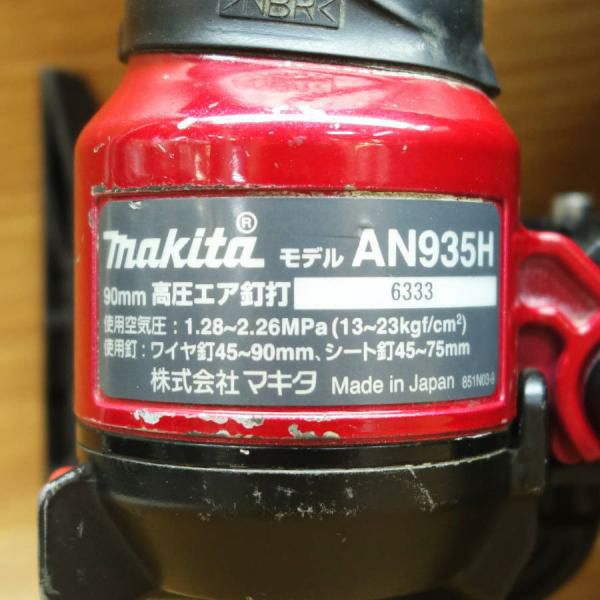 >NBR<
makita® モデル AN935H
90mm 高圧エア釘打 6333
使用空気圧:1.28~2.26MPa(13~23kgf/cm²)
使用釘:ワイヤ釘45~90mm、シート釘45~75mm
株式会社 マキタ Made in Japan 851N03-9